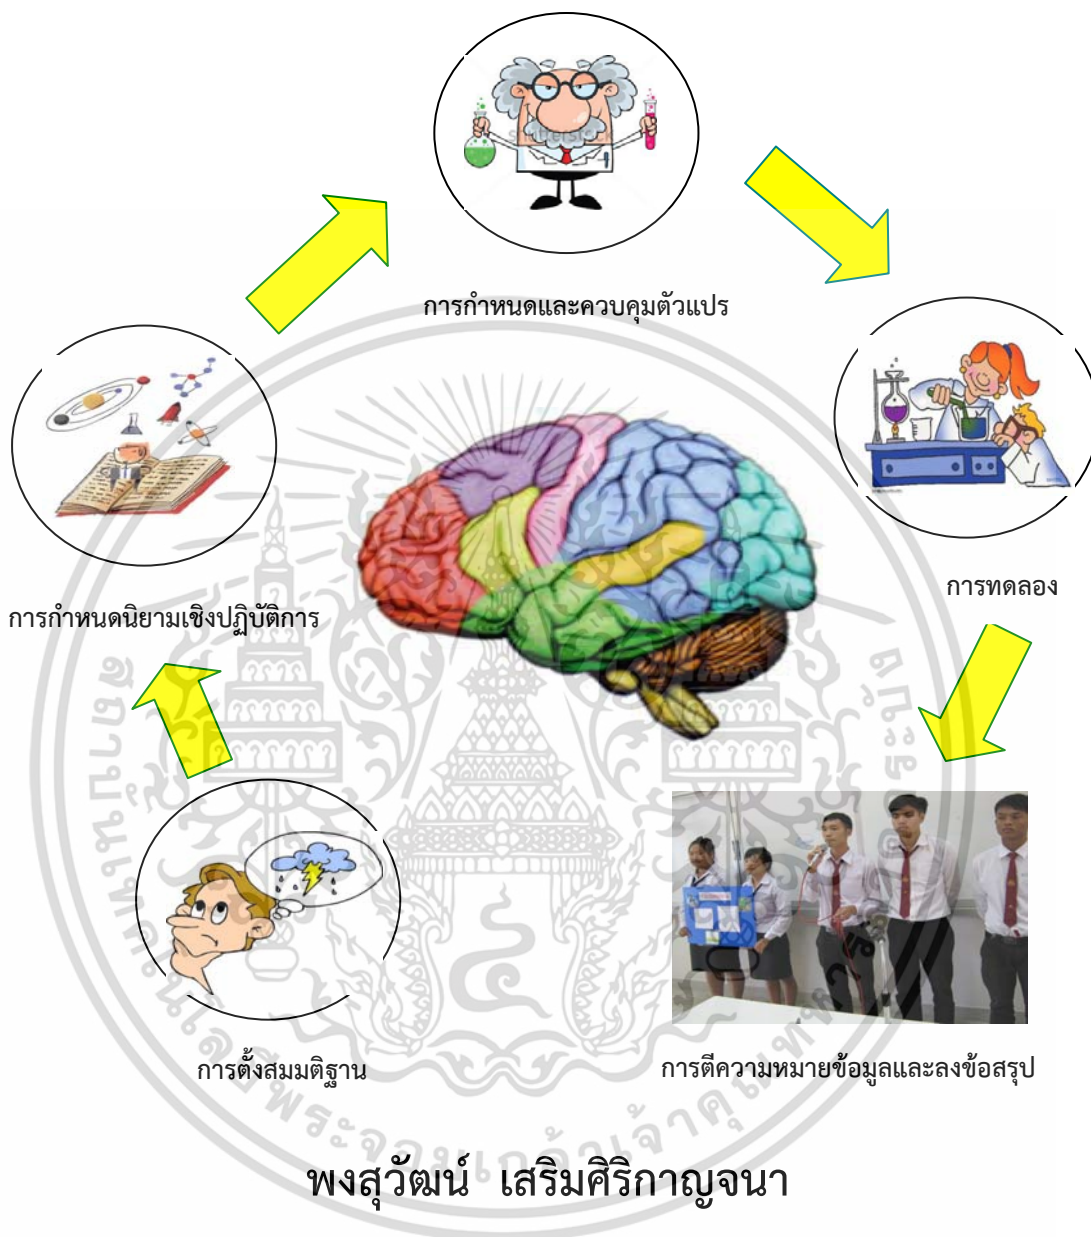 การกำหนดและควบคุมตัวแปร
การกำหนดนิยามเชิงปฏิบัติการ
การทดลอง
การตั้งสมมติฐาน
การตีความหมายข้อมูลและลงข้อสรุป
พงสุวัฒน์ เสริมศิริกาญจนา
shutterstock